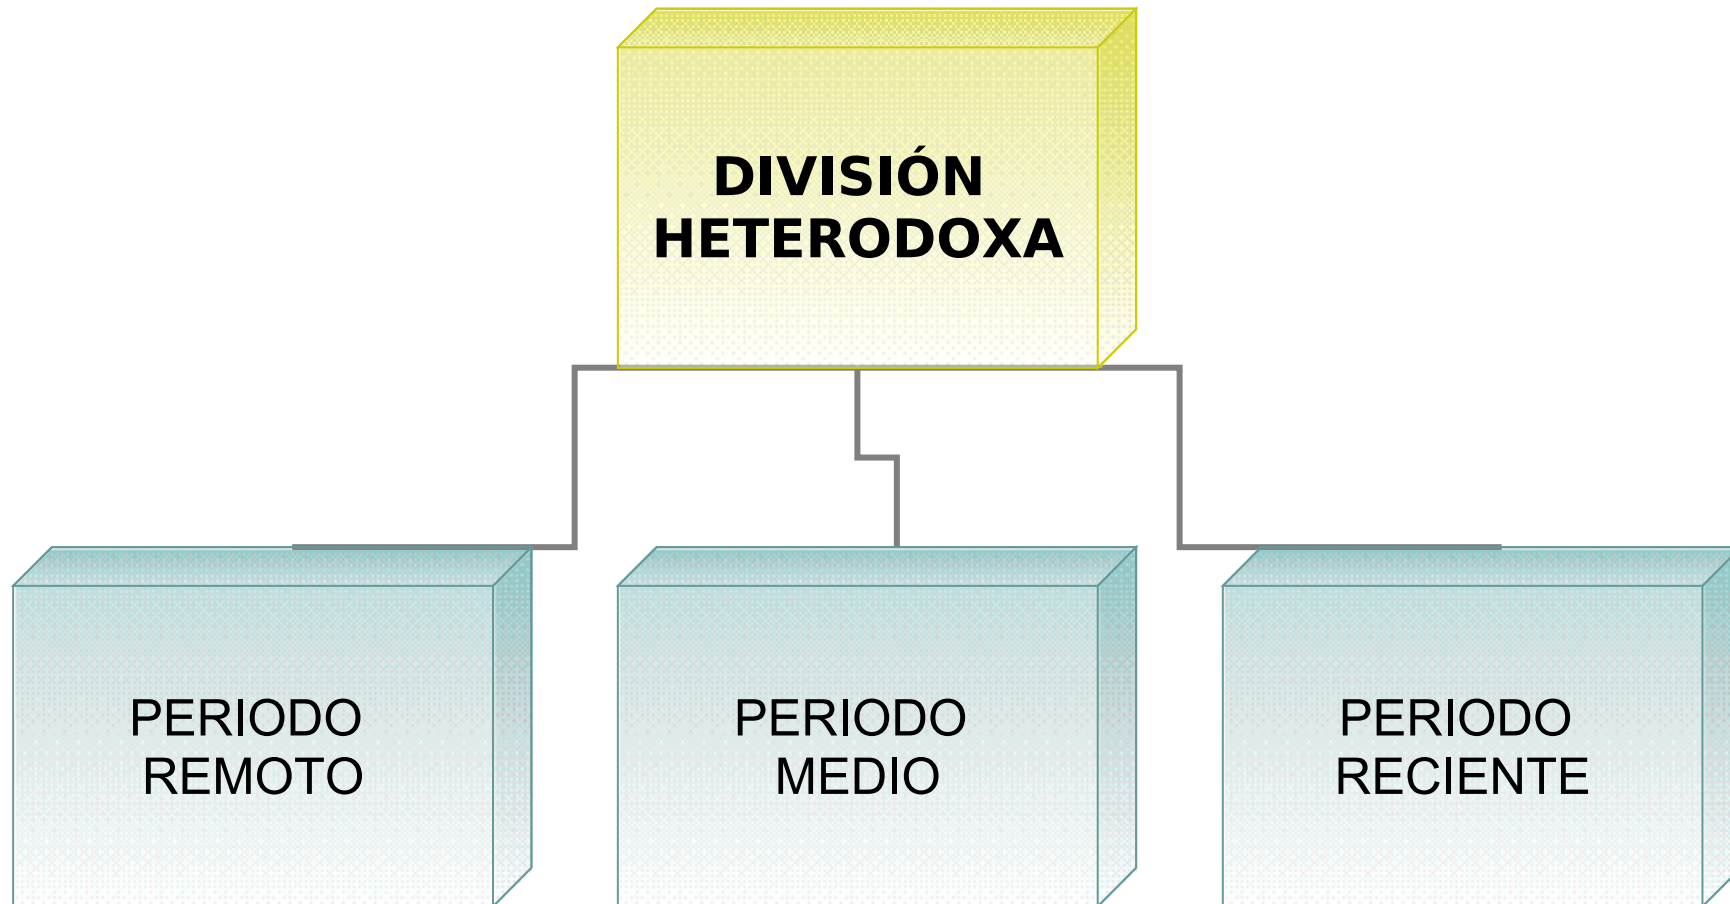 DIVISIÓN
HETERODOXA
PERIODO
REMOTO
PERIODO
MEDIO
PERIODO
RECIENTE